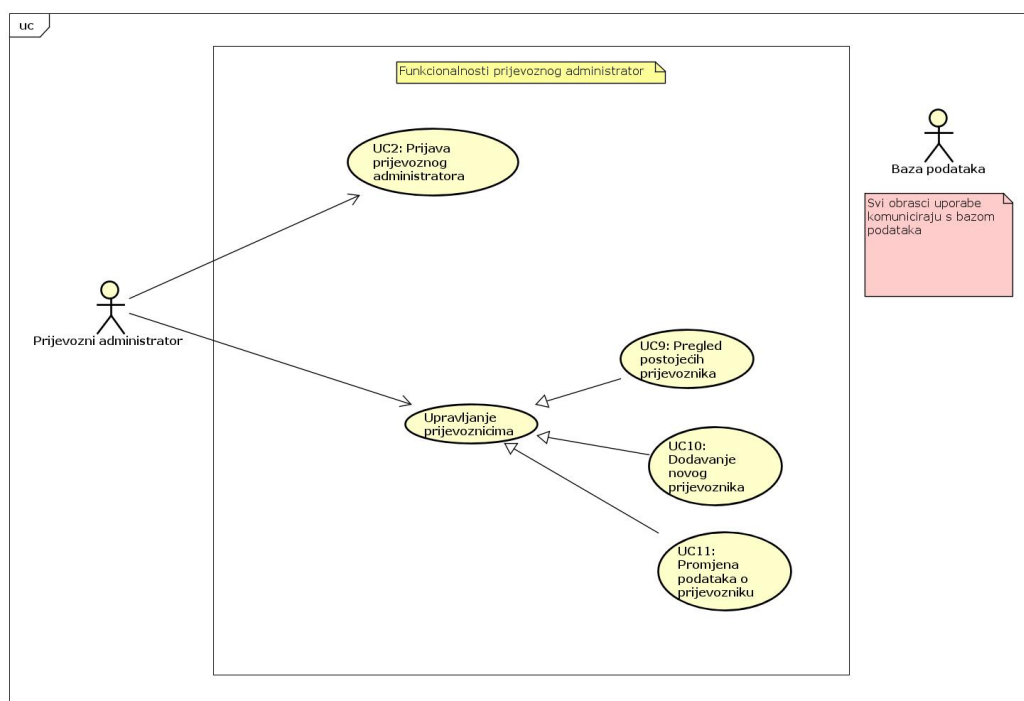 uc
Funkcionalnosti prijevoznog administrator
UC2: Prijava
prijevoznog
administratora
Baza podataka
Svi obrasci uporabe
komuniciraju s bazom
podataka
Prijevozni administrator
UC9: Pregled
postojećih
prijevoznika
Upravljanje
prijevoznicima
UC10:
Dodavanje
novog
prijevoznika
UC11:
Promjena
podataka o
prijevozniku